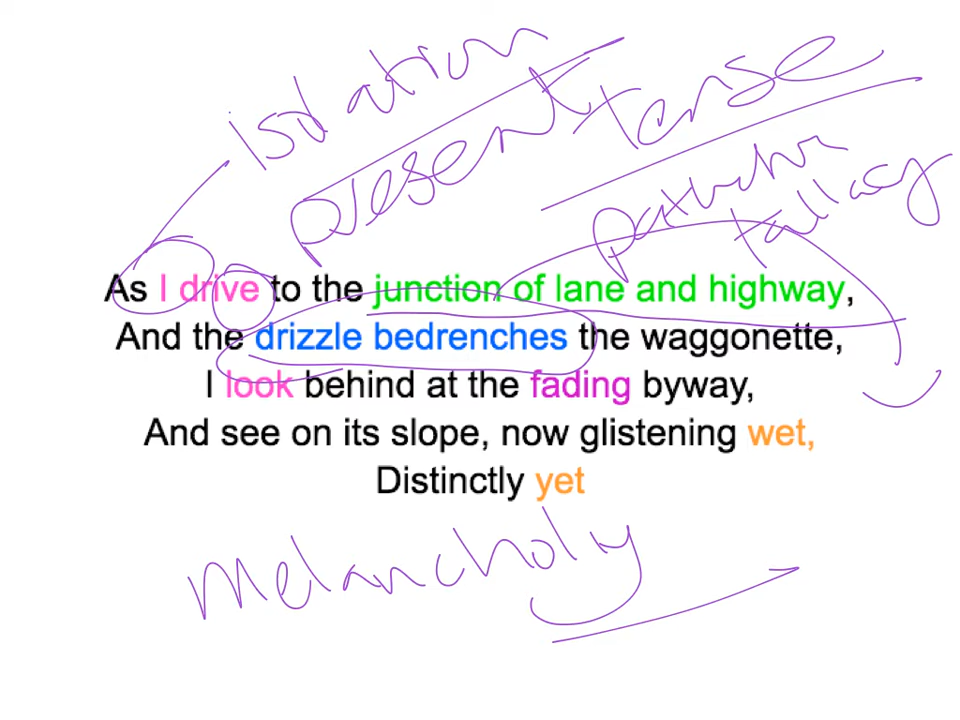 isolation
present tense
pathetic fallacy
As I drive to the junction of lane and highway,
And the drizzle bedrenches the waggonette,
I look behind at the fading byway,
And see on its slope, now glistening wet,
Distinctly yet
Melancholy